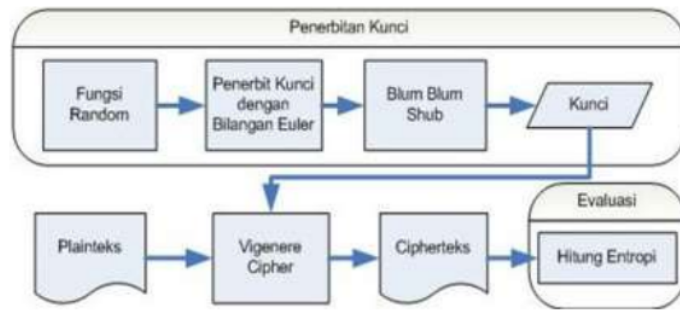 Penerbitan Kunci
Fungsi
Random
Penerbit Kunci
dengan
Bilangan Euler
Blum Blum
Shub
Kunci
Plainteks
Vigenere
Cipher
Cipherteks
Evaluasi
Hitung Entropi